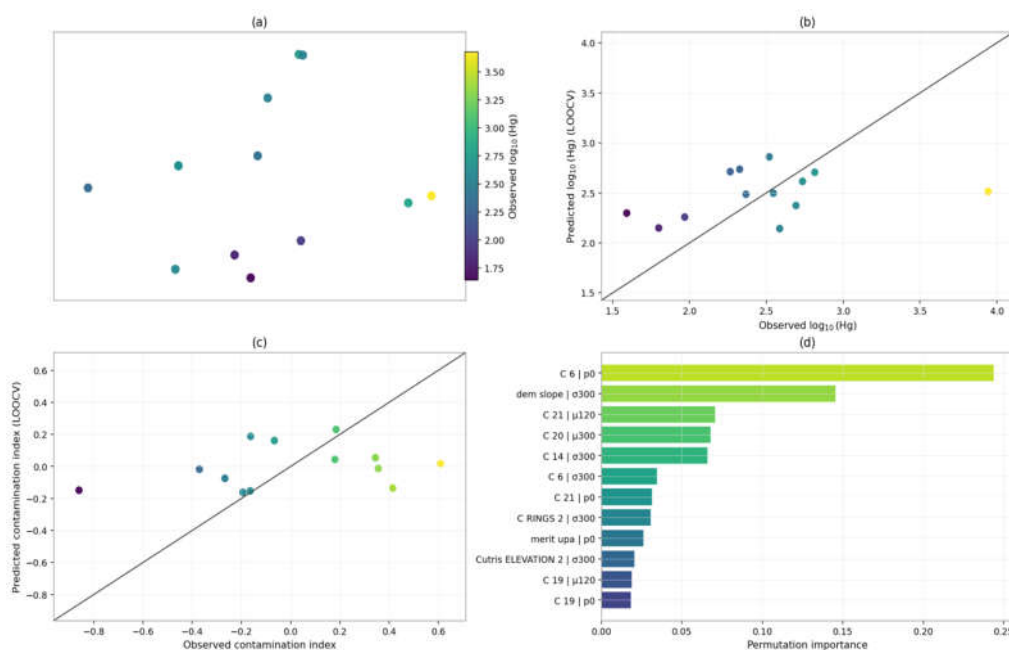 (a)
3.50
3.25
3.00
2.75
2.50
2.25
2.00
1.75
Observed log10(Hg)
(b)
4.0
3.5
3.0
2.5
2.0
1.5
Predicted log10(Hg) (LOOCV)
1.5 2.0 2.5 3.0 3.5 4.0
Observed log10(Hg)
(c)
0.6
0.4
0.2
0.0
−0.2
−0.4
−0.6
−0.8
Predicted contamination index (LOOCV)
−0.8 −0.6 −0.4 −0.2 0.0 0.2 0.4 0.6
Observed contamination index
(d)
C 6 | p0
dem slope | σ300
C 21 | μ120
C 20 | μ300
C 14 | σ300
C 6 | σ300
C 21 | p0
C RINGS 2 | σ300
merit upa | p0
Cutris ELEVATION 2 | σ300
C 19 | μ120
C 19 | p0
0.00 0.05 0.10 0.15 0.20 0.25
Permutation importance